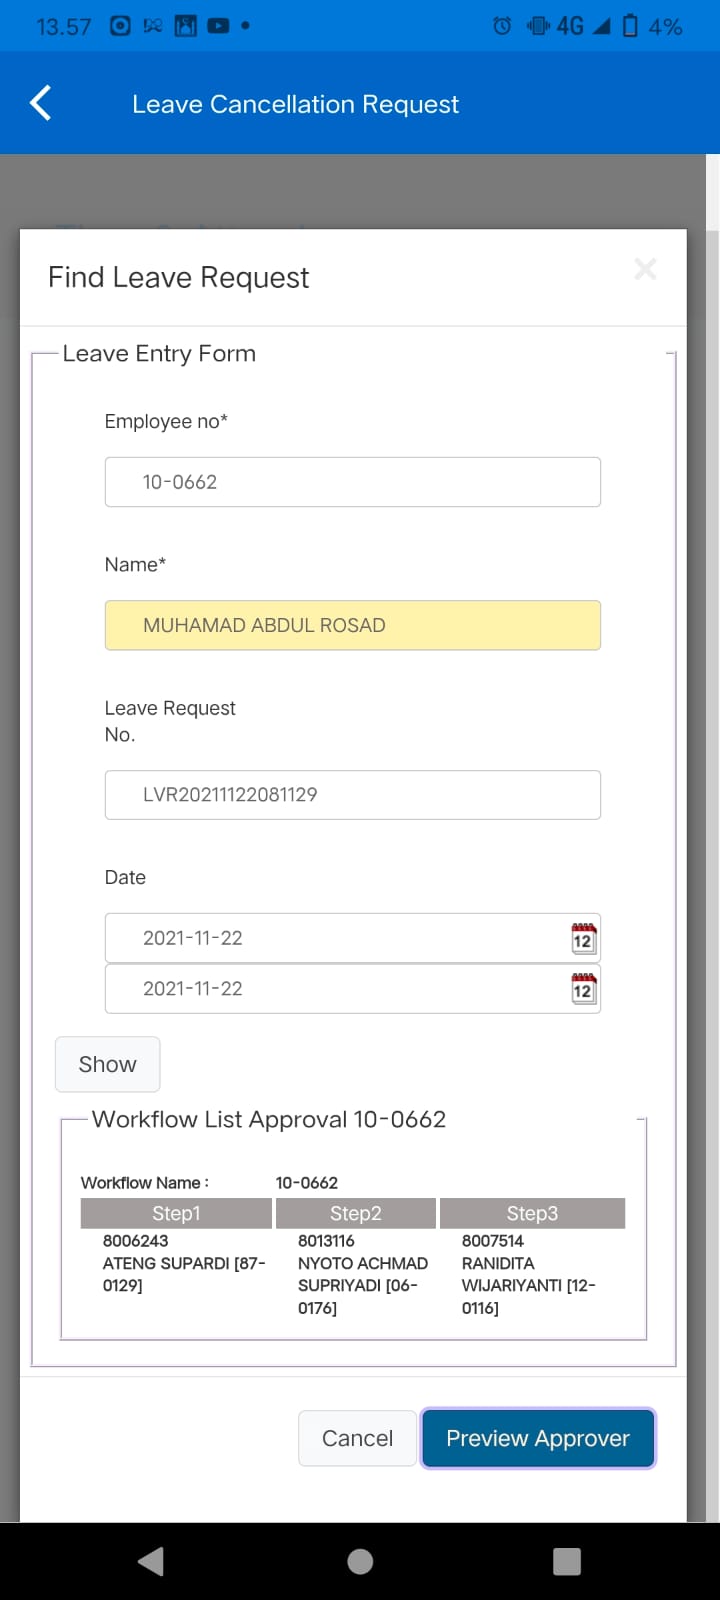 13.57 4G 4%
Leave Cancellation Request
Find Leave Request
×
Leave Entry Form
Employee no*
10-0662
Name*
MUHAMAD ABDUL ROSAD
Leave Request
No.
LVR20211122081129
Date
2021-11-22 12
2021-11-22 12
Show
Workflow List Approval 10-0662
Workflow Name : 10-0662
Step1 Step2 Step3
8006243 8013116 8007514
ATENG SUPARDI [87- NYOTO ACHMAD RANIDITA
0129] SUPRIYADI [06- WIJARIYANTI [12-
0176] 0116]
Cancel Preview Approver